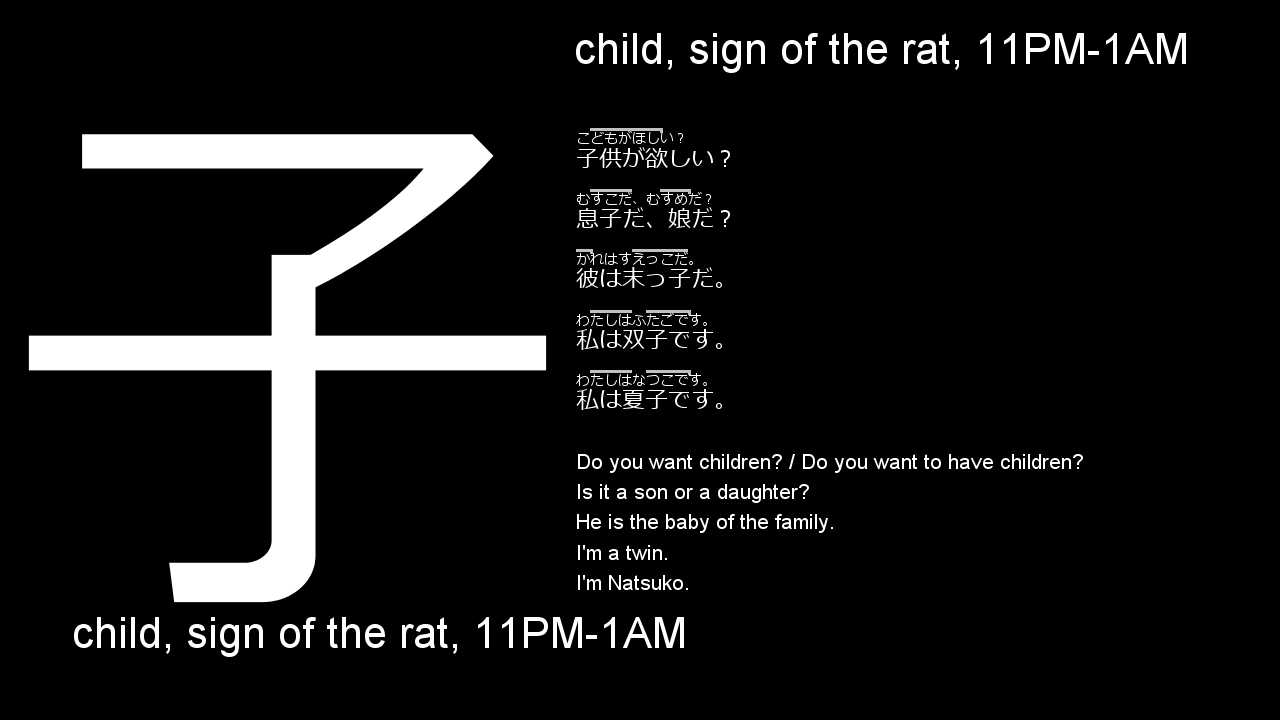 child, sign of the rat, 11PM-1AM
子
こどもがほしい？
子供が欲しい？
むすこだ、むすめだ？
息子だ、娘だ？
かれはすえっこだ。
彼は末っ子だ。
わたしはふたごです。
私は双子です。
わたしはなつこです。
私は夏子です。
Do you want children? / Do you want to have children?
Is it a son or a daughter?
He is the baby of the family.
I'm a twin.
I'm Natsuko.
child, sign of the rat, 11PM-1AM